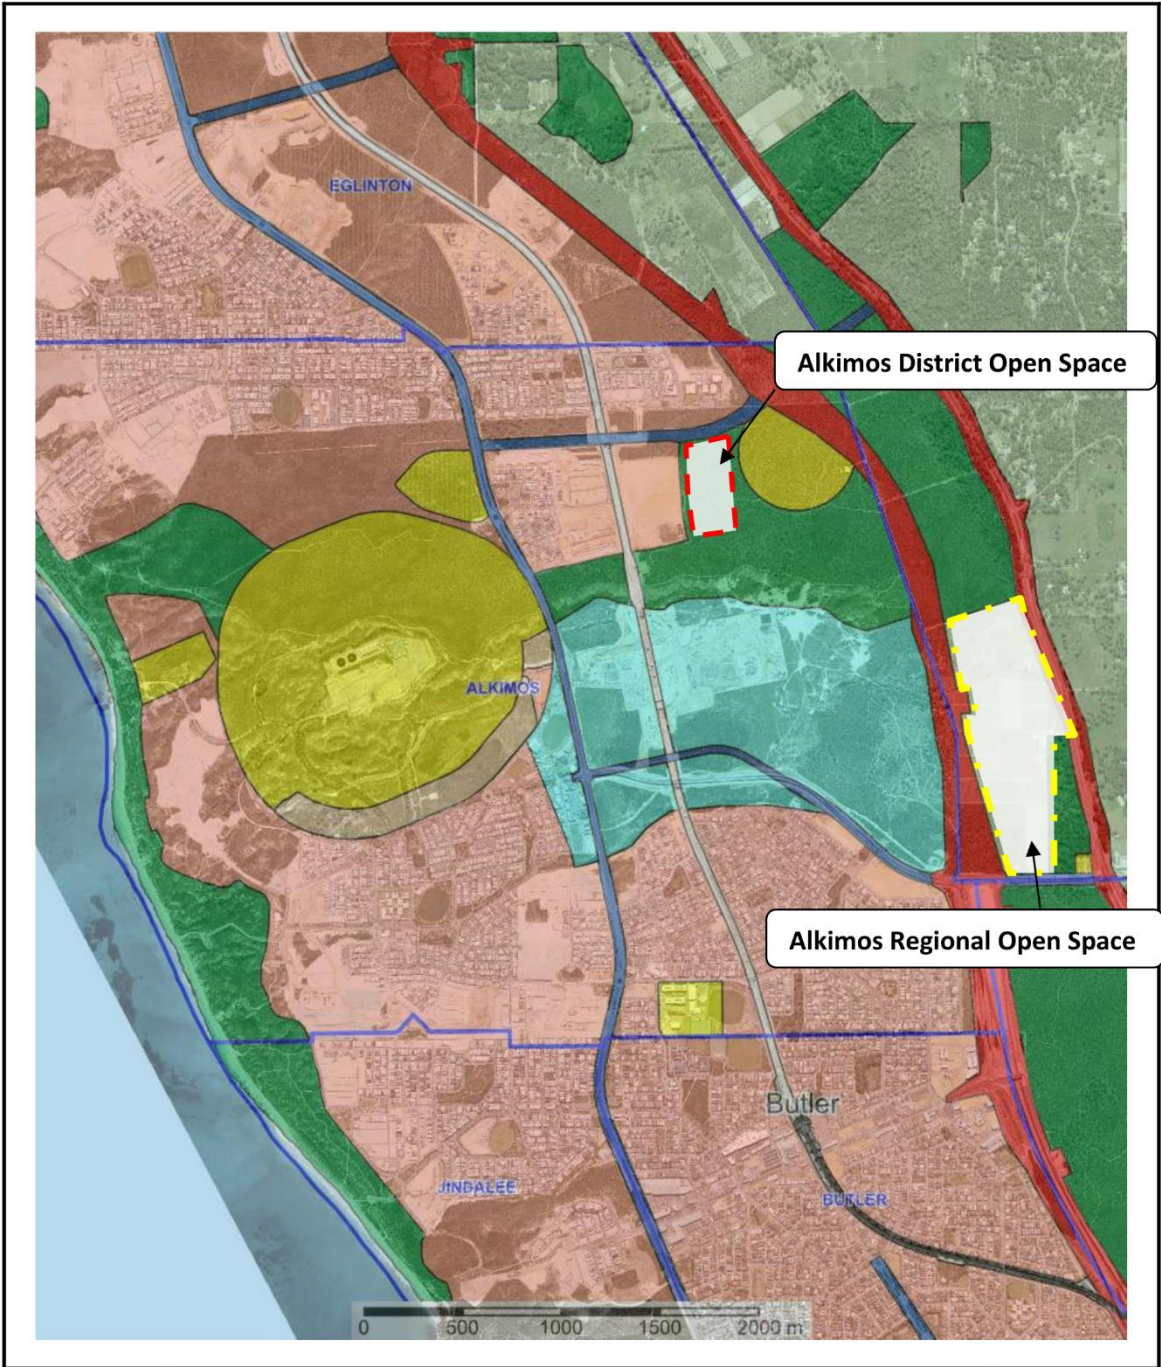 EGLINTON
Alkimos District Open Space
ALKIMOS
Alkimos Regional Open Space
Butler
JINDALEE
BUTLER
0 500 1000 1500 2000 m